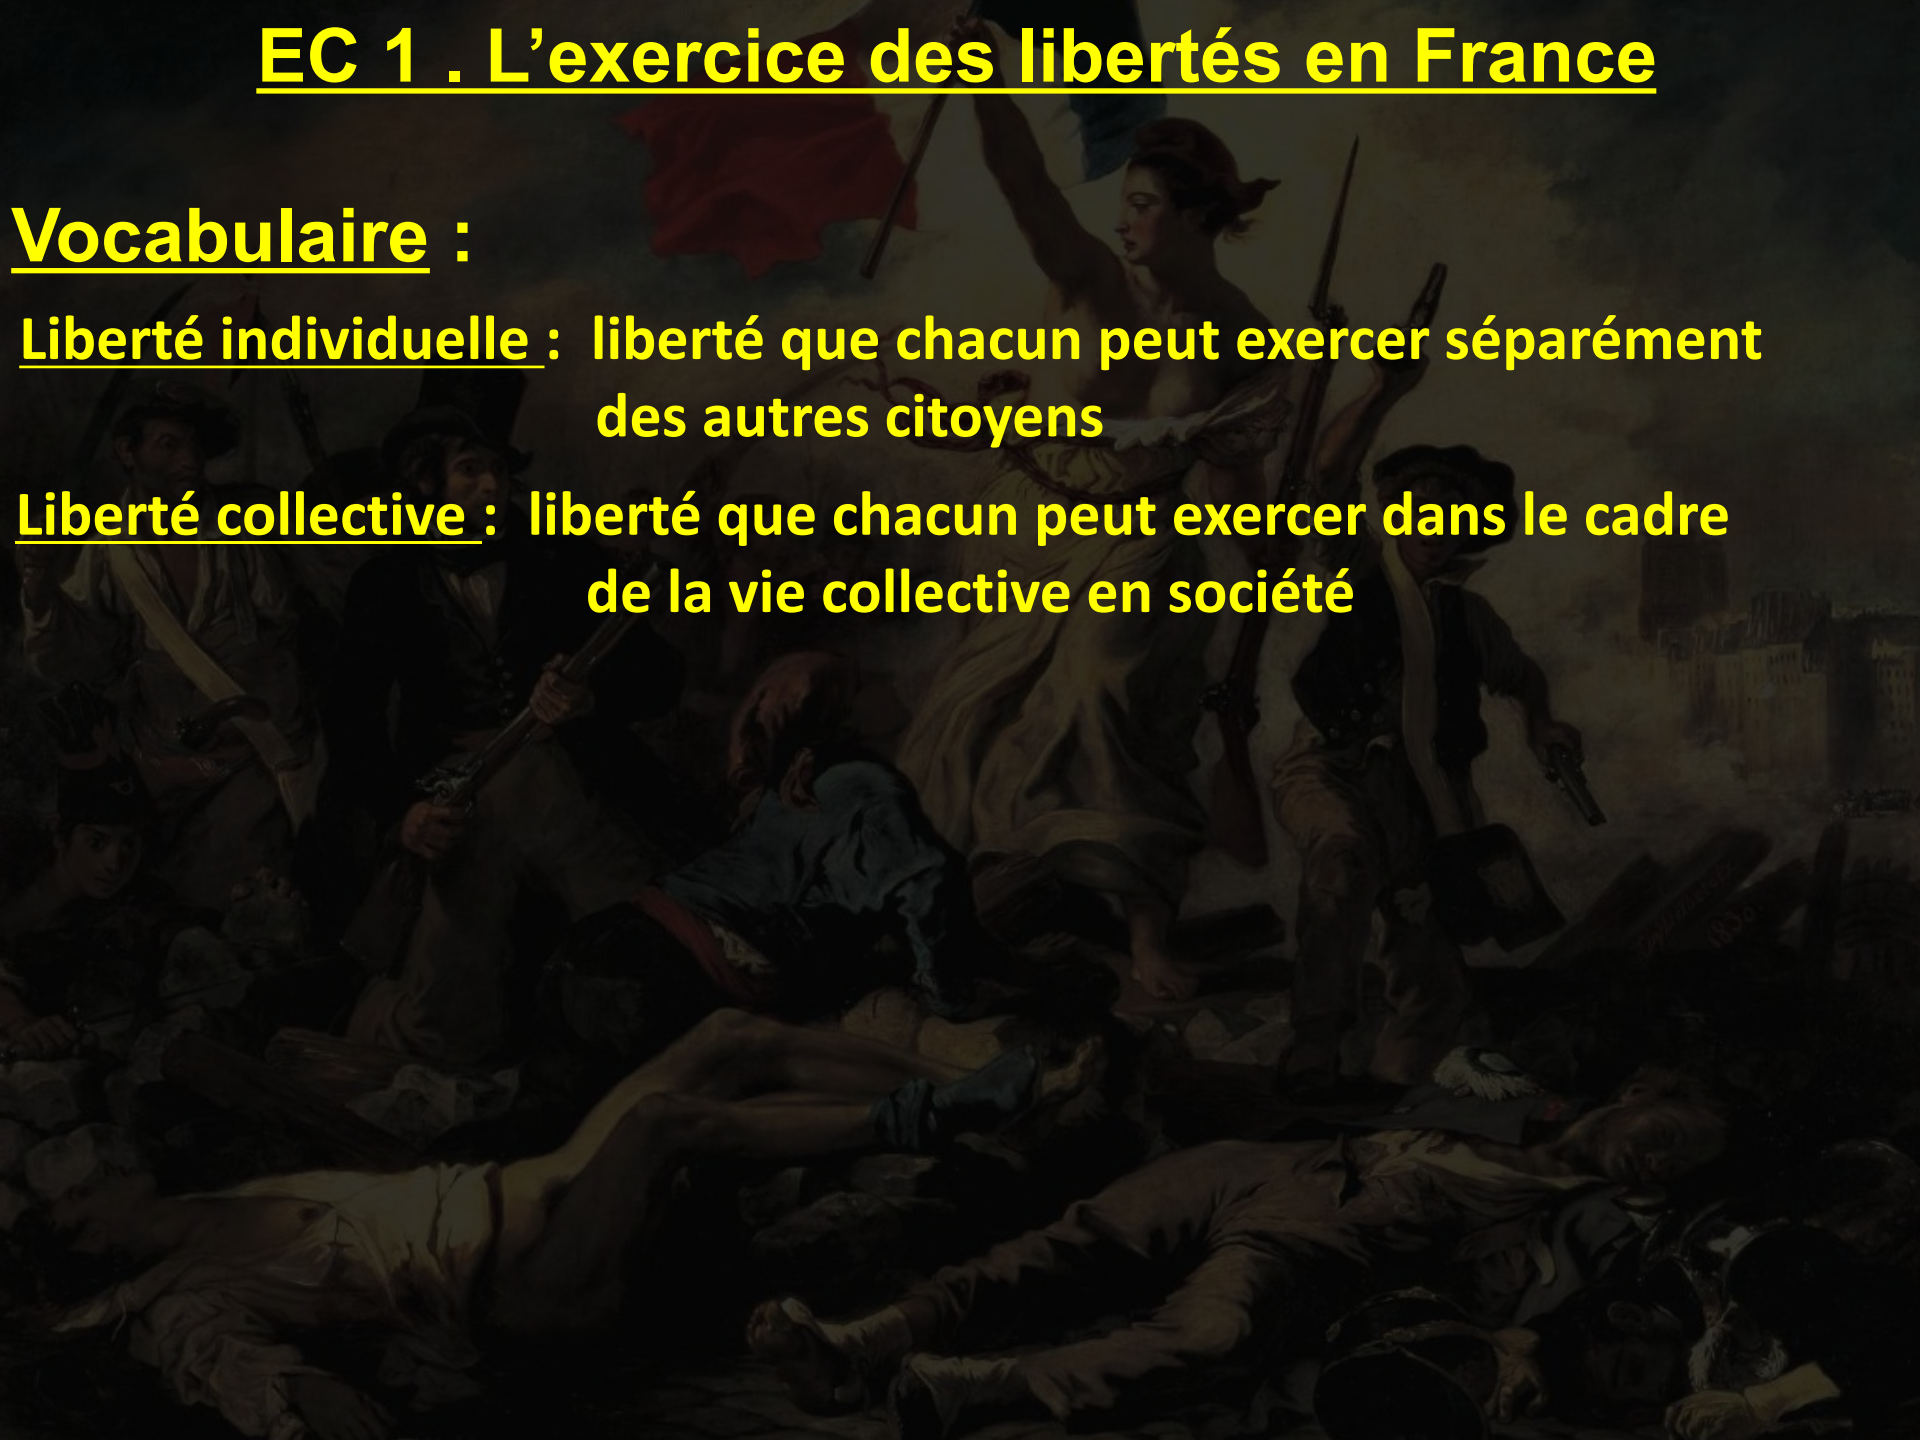 EC 1 . L’exercice des libertés en France
Vocabulaire :
Liberté individuelle : liberté que chacun peut exercer séparément
des autres citoyens
Liberté collective : liberté que chacun peut exercer dans le cadre
de la vie collective en société
1830.